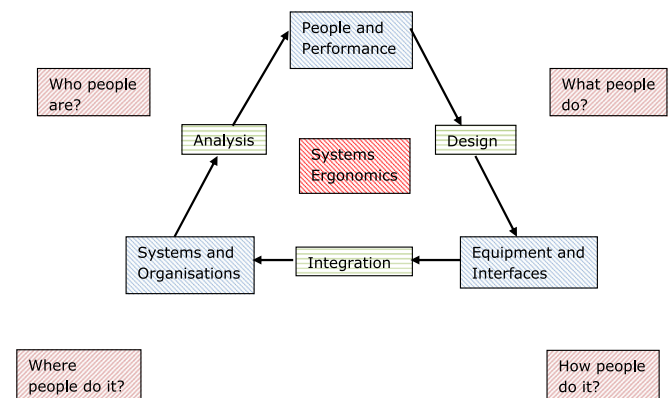 People and
Performance
Who people
are?
What people
do?
Analysis
Systems
Ergonomics
Design
Systems and
Organisations
Integration
Equipment and
Interfaces
Where
people do it?
How people
do it?